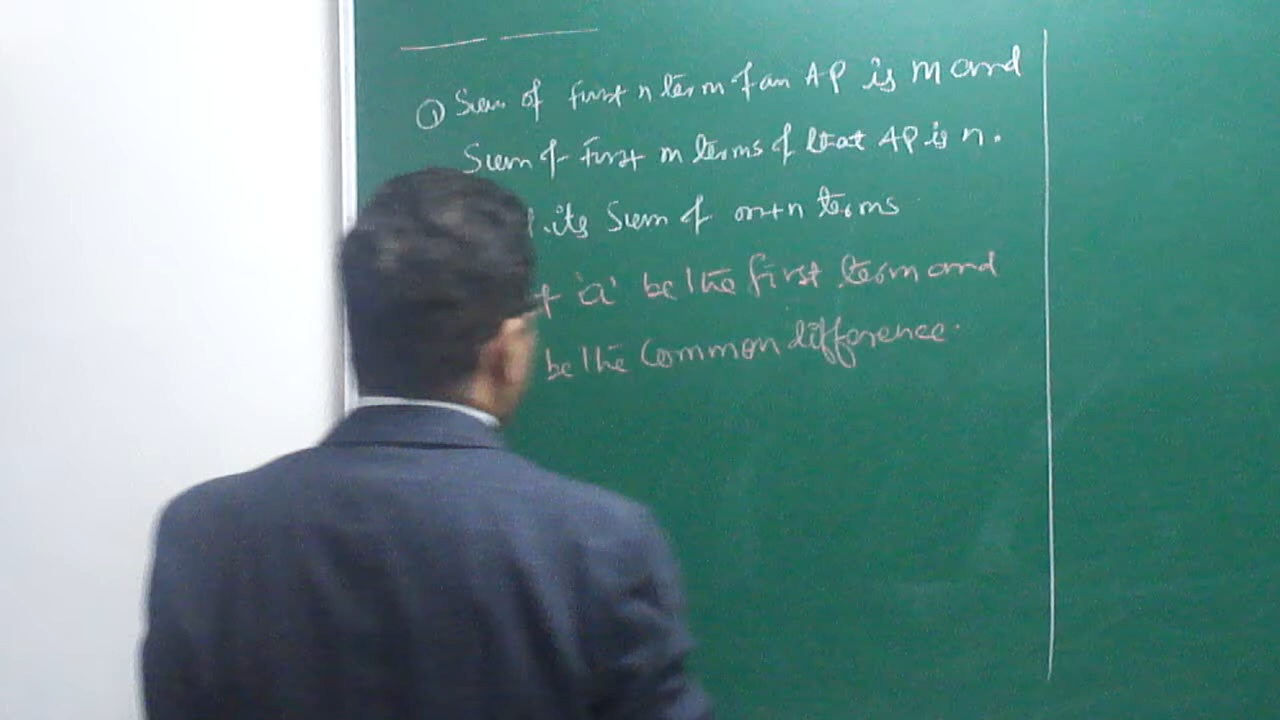 ① Sum of First n term of an AP is m and
Sum of First m terms of that AP is n.
its Sum of m+n terms
'a' be the first term and
be the Common difference.